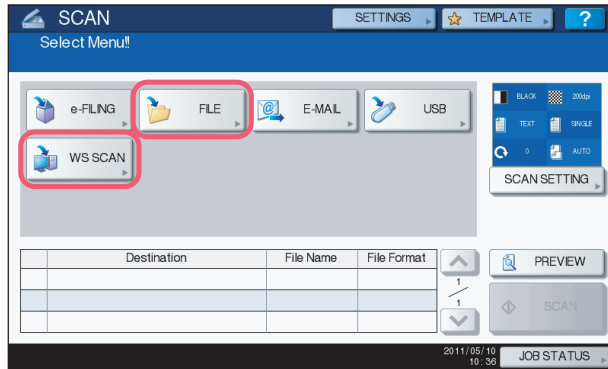 SCAN
SETTINGS
TEMPLATE
?
Select Menu!!
e-FILING
FILE
E-MAIL
USB
WS SCAN
BLACK
200dpi
TEXT
SINGLE
0
AUTO
SCAN SETTING
Destination
File Name
File Format
1
1
PREVIEW
SCAN
2011/05/10
10:36
JOB STATUS